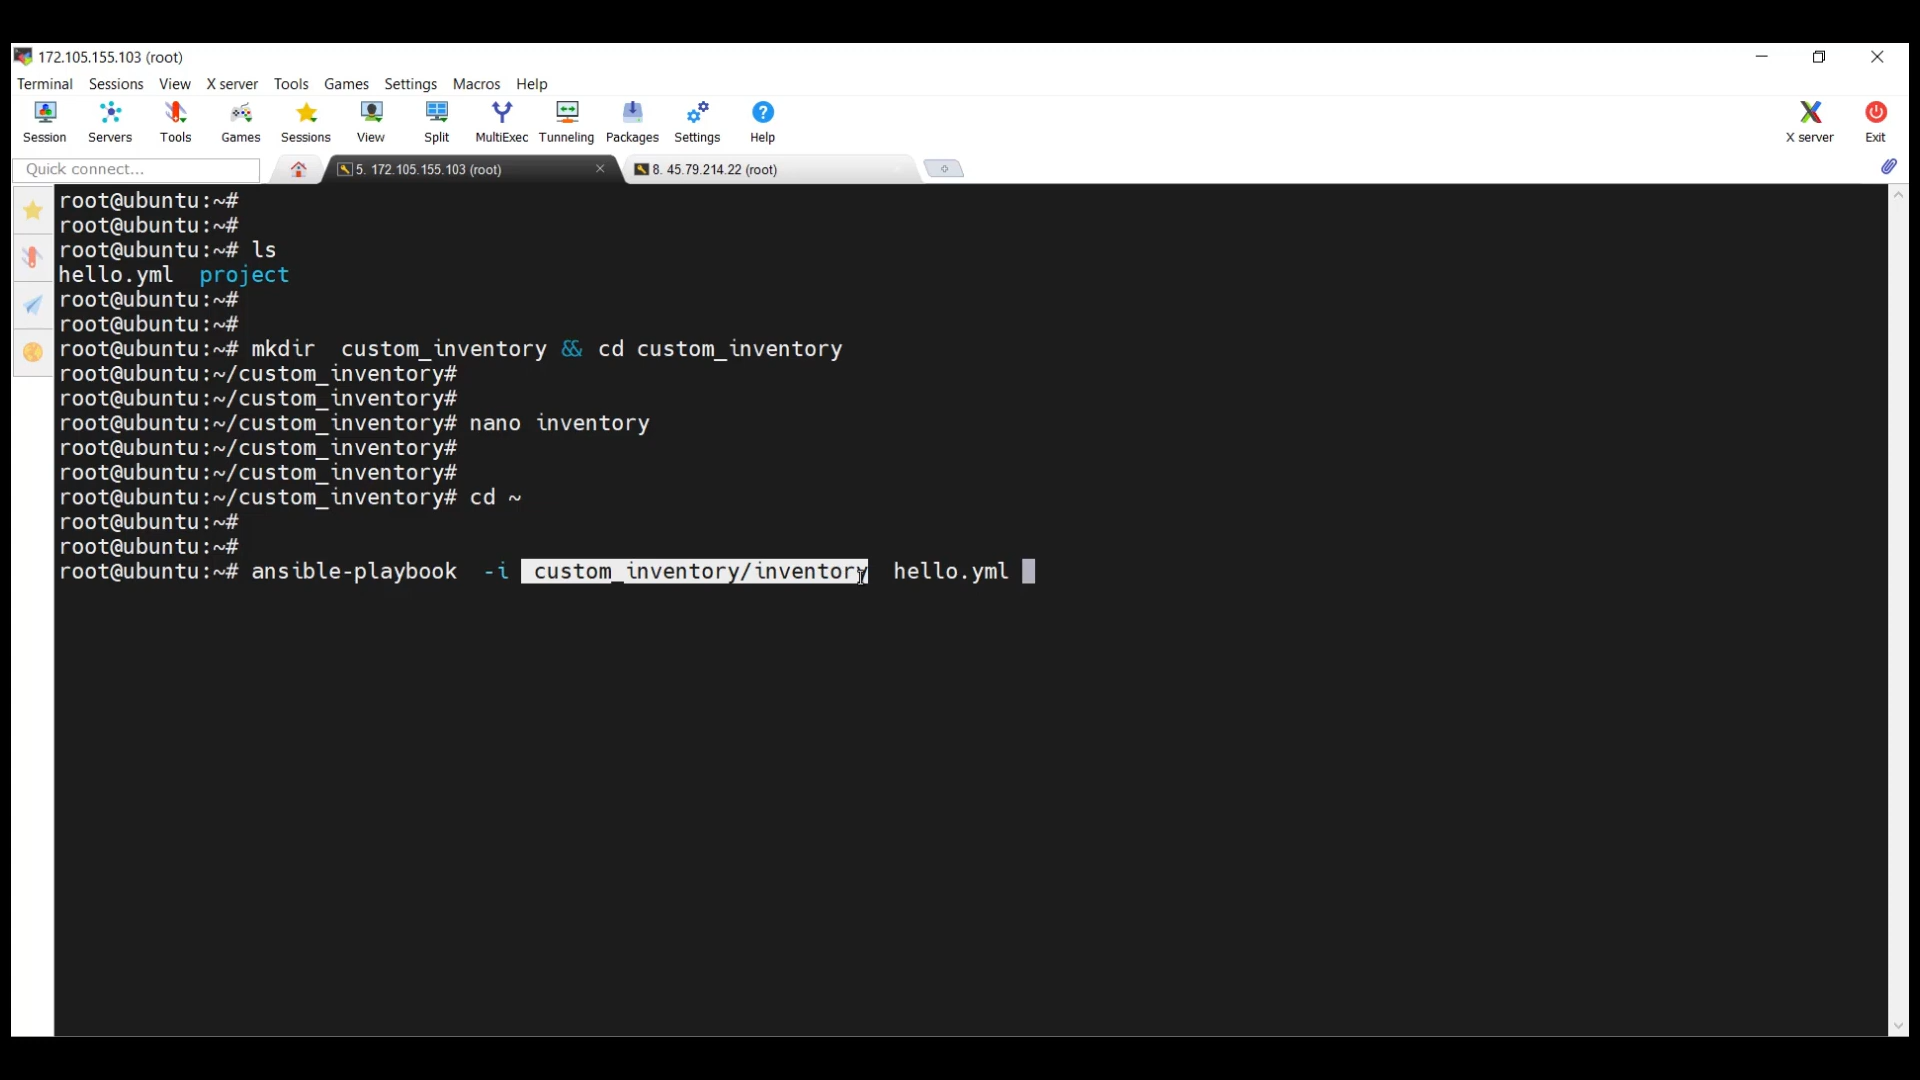 172.105.155.103 (root)
Terminal Sessions View X server Tools Games Settings Macros Help
Session Servers Tools Games Sessions View Split MultiExec Tunneling Packages Settings Help X server Exit
Quick connect... 5. 172.105.155.103 (root) 8. 45.79.214.22 (root)
root@ubuntu:~#
root@ubuntu:~#
root@ubuntu:~# ls
hello.yml project
root@ubuntu:~#
root@ubuntu:~#
root@ubuntu:~# mkdir custom_inventory && cd custom_inventory
root@ubuntu:~/custom_inventory#
root@ubuntu:~/custom_inventory#
root@ubuntu:~/custom_inventory# nano inventory
root@ubuntu:~/custom_inventory#
root@ubuntu:~/custom_inventory#
root@ubuntu:~/custom_inventory# cd ~
root@ubuntu:~#
root@ubuntu:~#
root@ubuntu:~# ansible-playbook -i custom_inventory/inventory hello.yml